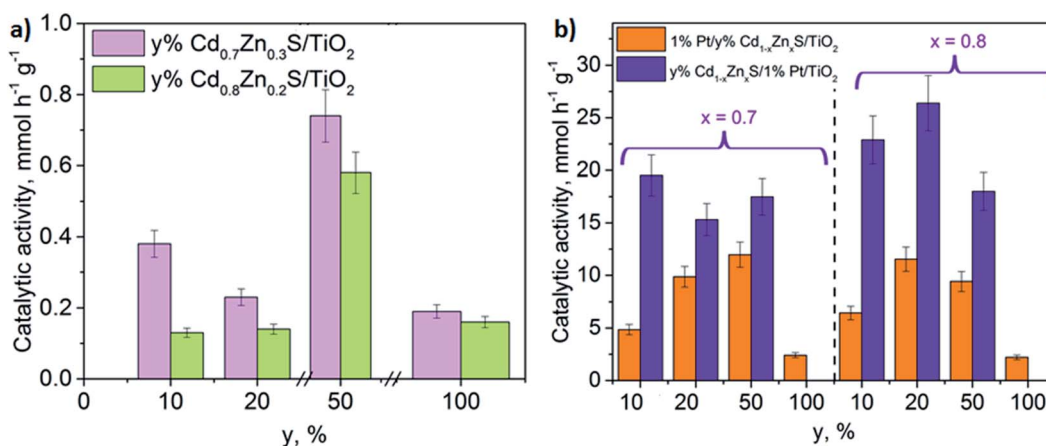 a)
Catalytic activity, mmol h⁻¹ g⁻¹
1.0
0.8
0.6
0.4
0.2
0.0
y% Cd₀.₇Zn₀.₃S/TiO₂
y% Cd₀.₈Zn₀.₂S/TiO₂
0 10 20 50 100
y, %
b)
Catalytic activity, mmol h⁻¹ g⁻¹
30
25
20
15
10
5
0
1% Pt/y% Cd₁₋ₓZnₓS/TiO₂
y% Cd₁₋ₓZnₓS/1% Pt/TiO₂
x = 0.7
x = 0.8
10 20 50 100 10 20 50 100
y, %